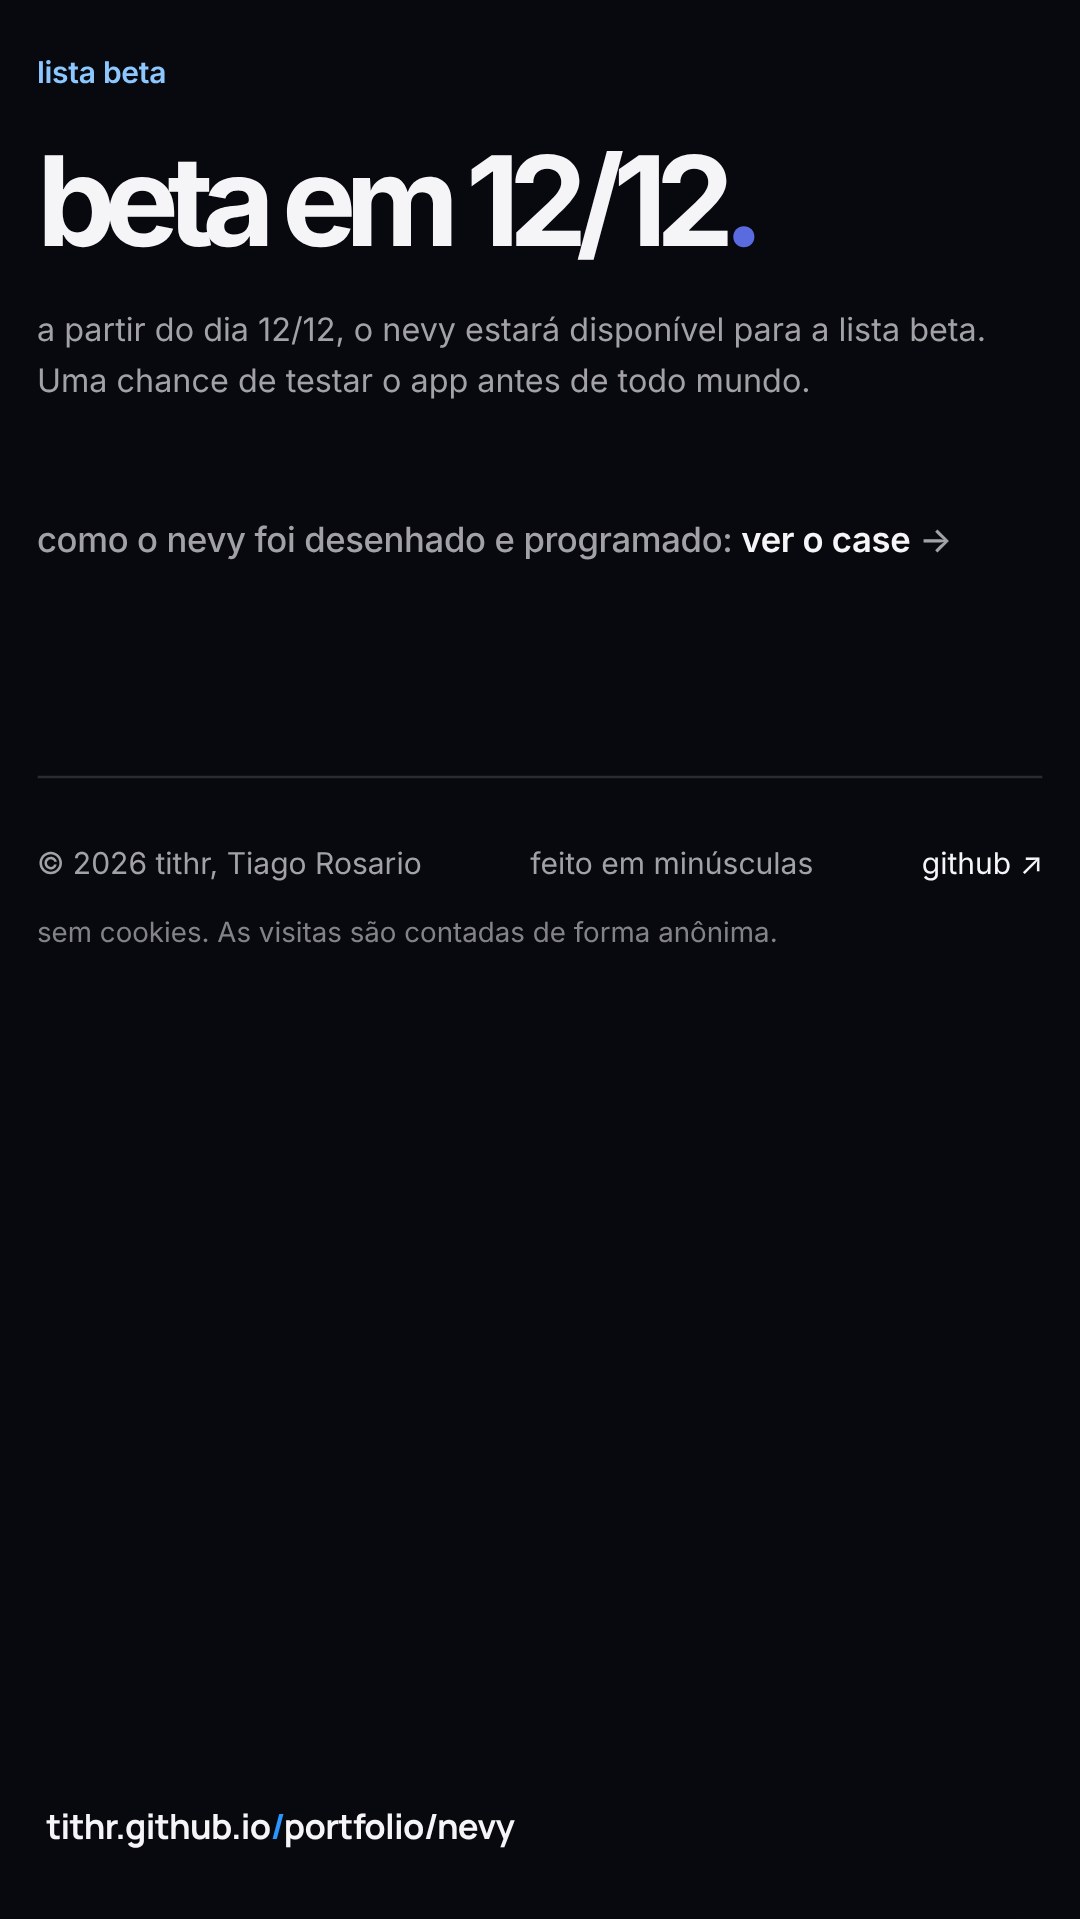 lista beta
beta em 12/12.
a partir do dia 12/12, o nevy estará disponível para a lista beta.
Uma chance de testar o app antes de todo mundo.
como o nevy foi desenhado e programado: ver o case →
© 2026 tithr, Tiago Rosario feito em minúsculas github ↗
sem cookies. As visitas são contadas de forma anônima.
tithr.github.io/portfolio/nevy